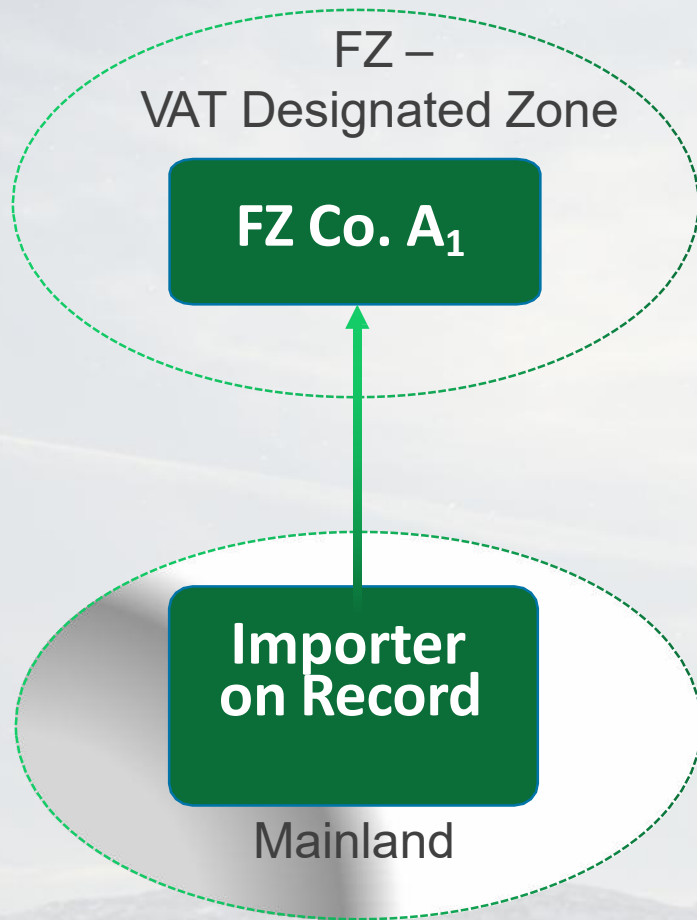 FZ –
VAT Designated Zone
FZ Co. A₁
Importer
on Record
Mainland